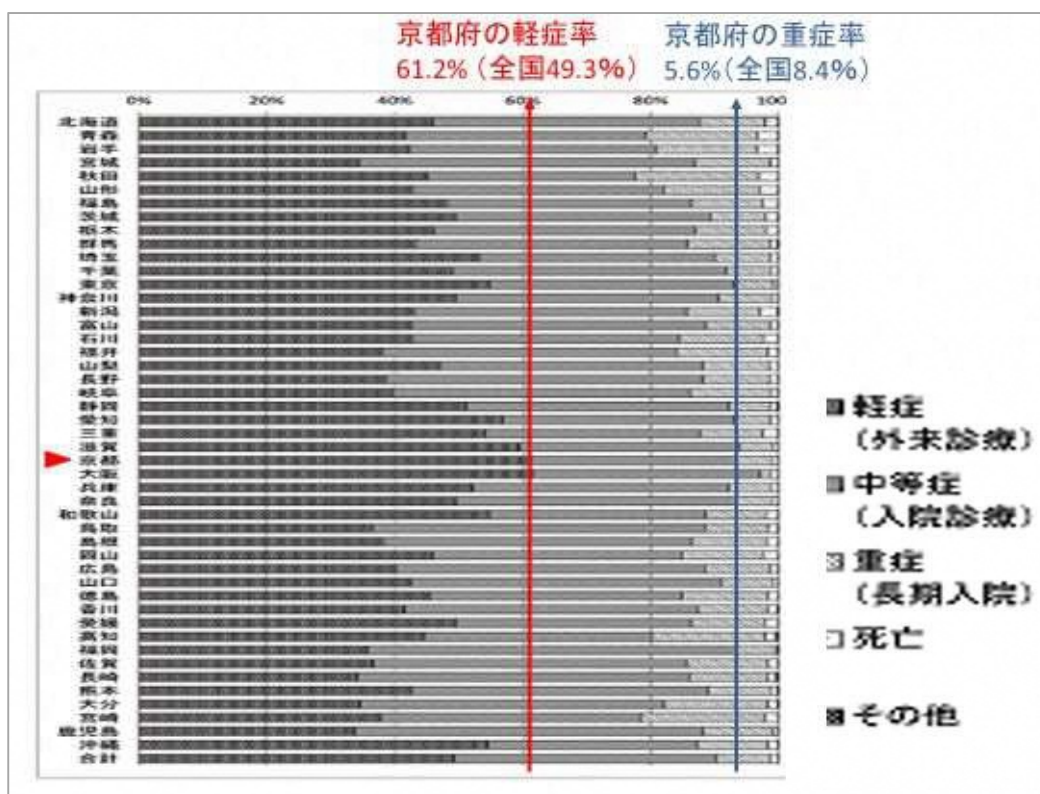 京都府の軽症率
61.2%（全国49.3%）
京都府の重症率
5.6%(全国8.4%）
0% 20% 40% 60% 80% 100
北海道
青森
岩手
宮城
秋田
山形
福島
茨城
栃木
群馬
埼玉
千葉
東京
神奈川
新潟
富山
石川
福井
山梨
長野
岐阜
静岡
愛知
三重
滋賀
京都
大阪
兵庫
奈良
和歌山
鳥取
島根
岡山
広島
山口
徳島
香川
愛媛
高知
福岡
佐賀
長崎
熊本
大分
宮崎
鹿児島
沖縄
合計
軽症
(外来診療)
中等症
(入院診療)
重症
(長期入院)
死亡
その他